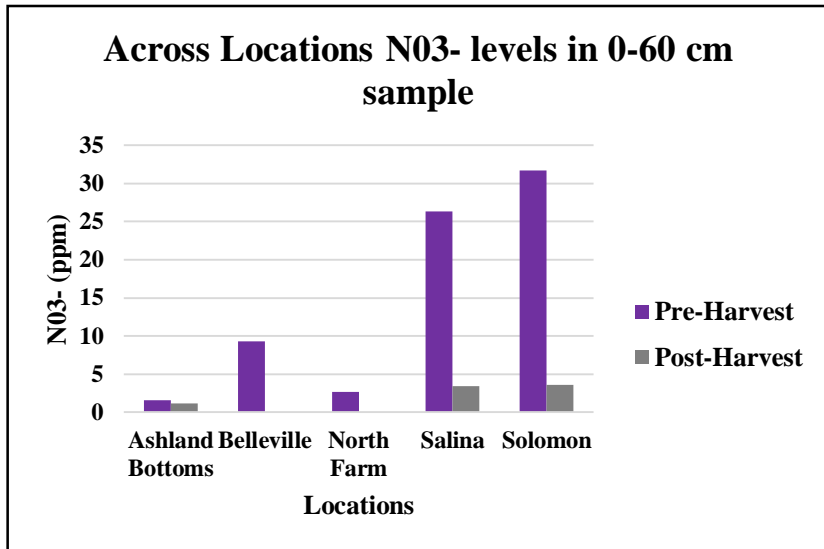 Across Locations N03- levels in 0-60 cm
sample
35
30
25
20
15
10
5
0
N03- (ppm)
Ashland Bottoms
Belleville
North Farm
Salina
Solomon
Locations
Pre-Harvest
Post-Harvest